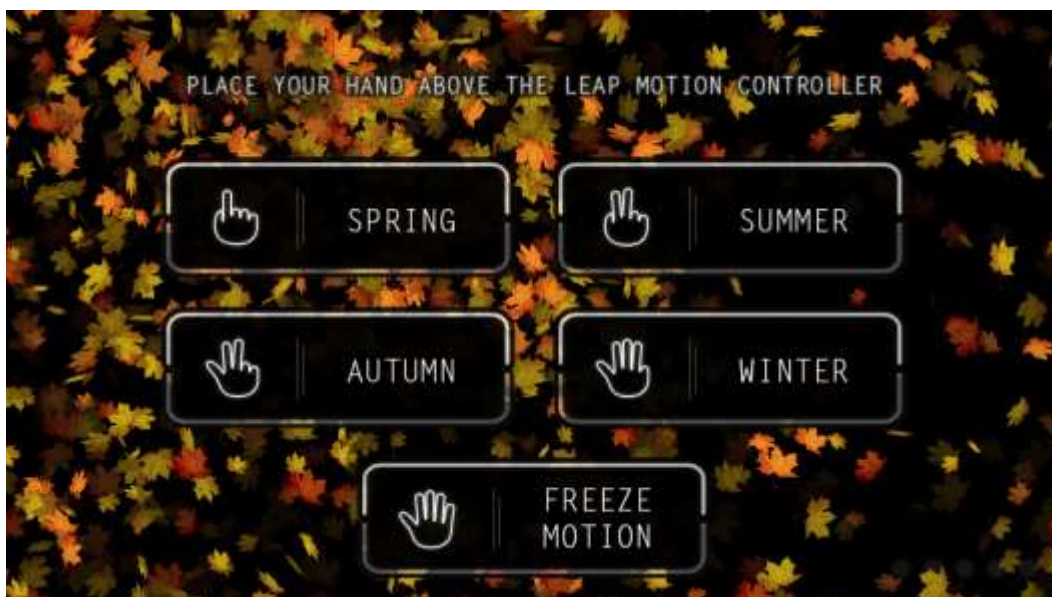 PLACE YOUR HAND ABOVE THE LEAP MOTION CONTROLLER
SPRING
SUMMER
AUTUMN
WINTER
FREEZE
MOTION